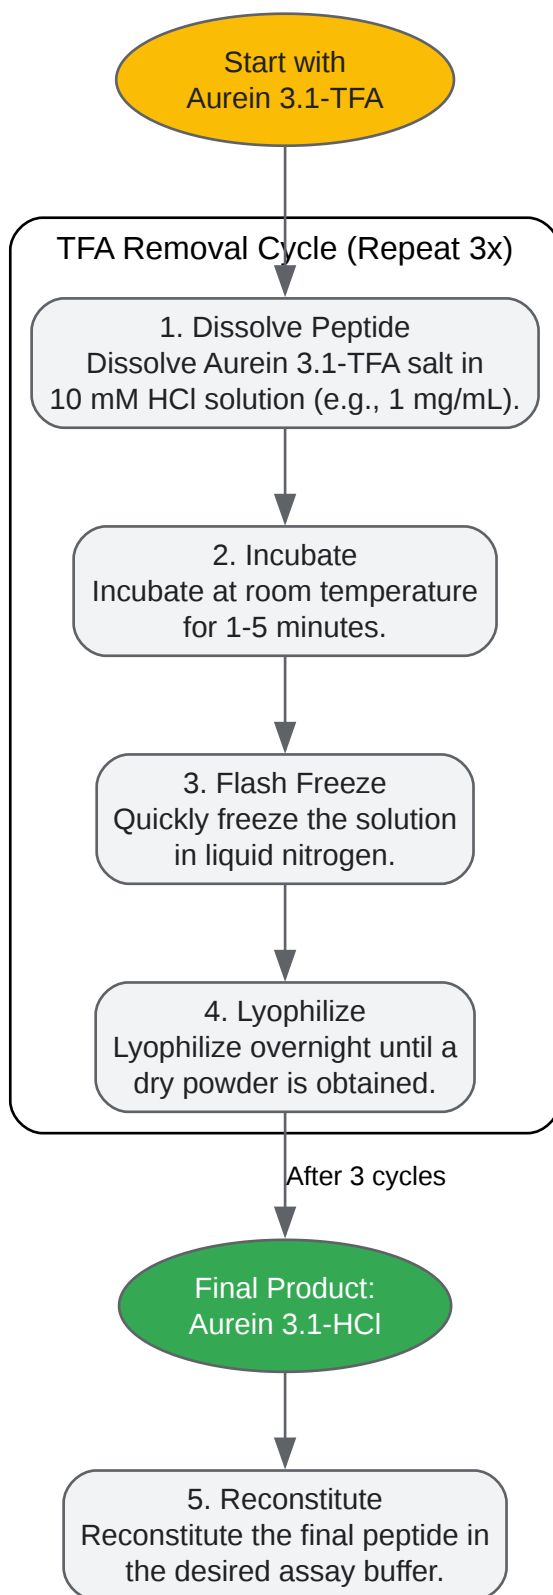 Start with
Aurein 3.1-TFA
TFA Removal Cycle (Repeat 3x)
1. Dissolve Peptide
Dissolve Aurein 3.1-TFA salt in
10 mM HCl solution (e.g., 1 mg/mL).
2. Incubate
Incubate at room temperature
for 1-5 minutes.
3. Flash Freeze
Quickly freeze the solution
in liquid nitrogen.
4. Lyophilize
Lyophilize overnight until a
dry powder is obtained.
After 3 cycles
Final Product:
Aurein 3.1-HCl
5. Reconstitute
Reconstitute the final peptide in
the desired assay buffer.